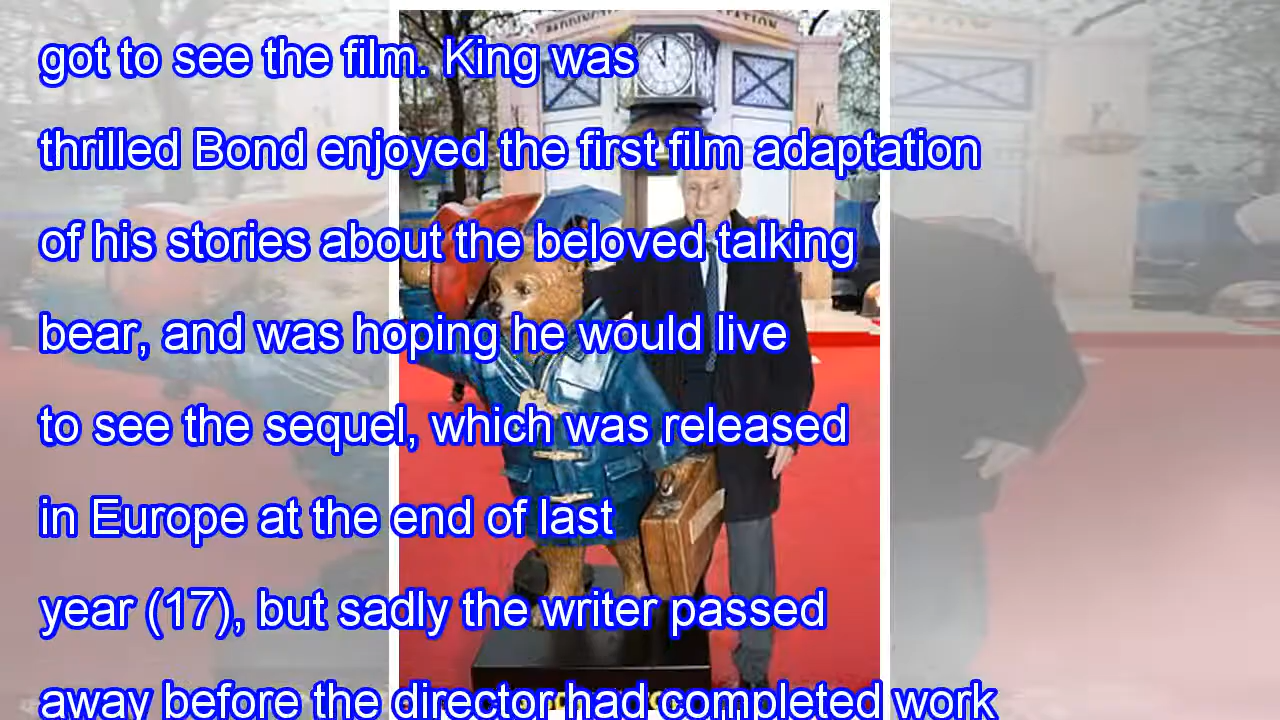 PADDINGTON STATION
got to see the film. King was
thrilled Bond enjoyed the first film adaptation
of his stories about the beloved talking
bear, and was hoping he would live
to see the sequel, which was released
in Europe at the end of last
year (17), but sadly the writer passed
away before the director had completed work